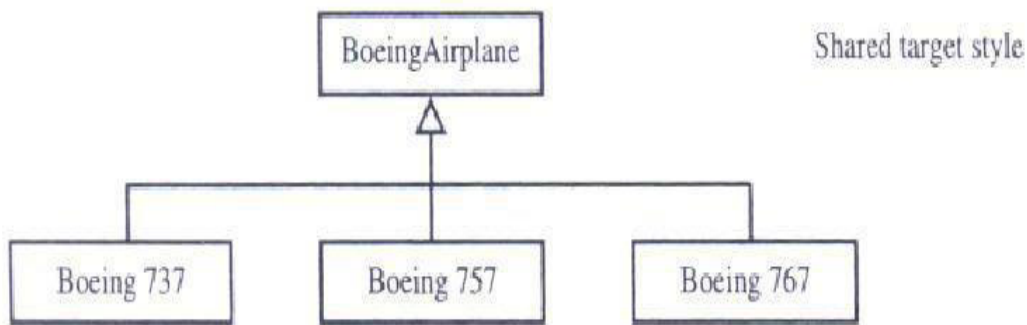 BoeingAirplane
Shared target style
Boeing 737
Boeing 757
Boeing 767